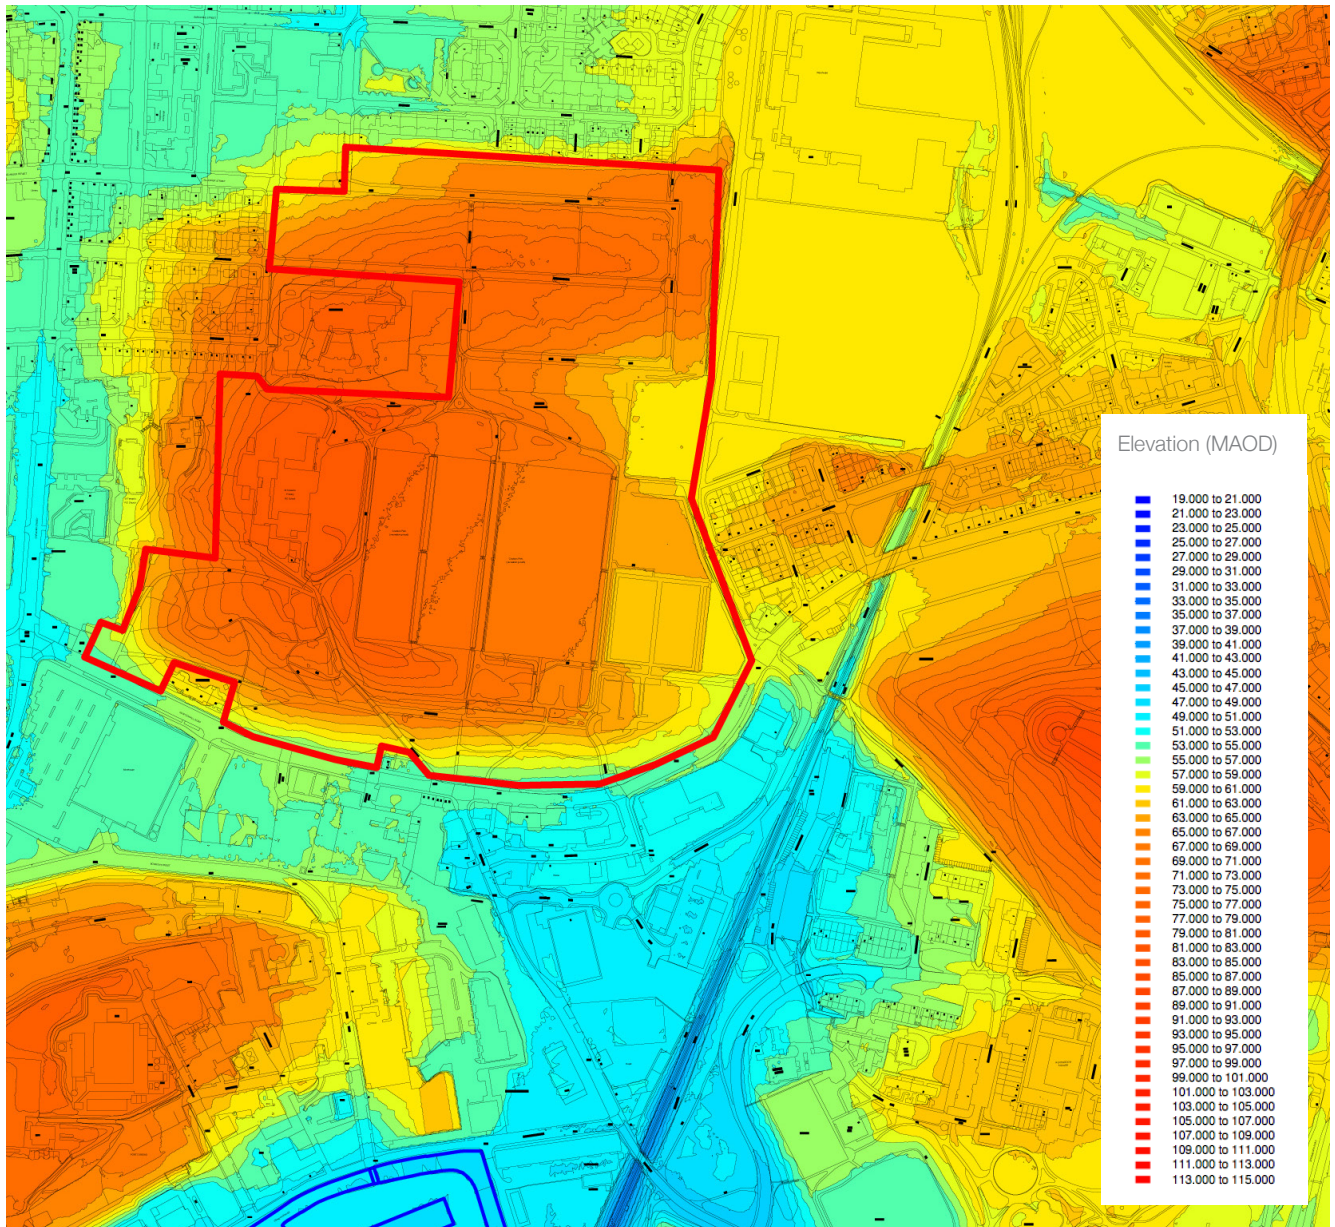 Elevation (MAOD)
19.000 to 21.000
21.000 to 23.000
23.000 to 25.000
25.000 to 27.000
27.000 to 29.000
29.000 to 31.000
31.000 to 33.000
33.000 to 35.000
35.000 to 37.000
37.000 to 39.000
39.000 to 41.000
41.000 to 43.000
43.000 to 45.000
45.000 to 47.000
47.000 to 49.000
49.000 to 51.000
51.000 to 53.000
53.000 to 55.000
55.000 to 57.000
57.000 to 59.000
59.000 to 61.000
61.000 to 63.000
63.000 to 65.000
65.000 to 67.000
67.000 to 69.000
69.000 to 71.000
71.000 to 73.000
73.000 to 75.000
75.000 to 77.000
77.000 to 79.000
79.000 to 81.000
81.000 to 83.000
83.000 to 85.000
85.000 to 87.000
87.000 to 89.000
89.000 to 91.000
91.000 to 93.000
93.000 to 95.000
95.000 to 97.000
97.000 to 99.000
99.000 to 101.000
101.000 to 103.000
103.000 to 105.000
105.000 to 107.000
107.000 to 109.000
109.000 to 111.000
111.000 to 113.000
113.000 to 115.000